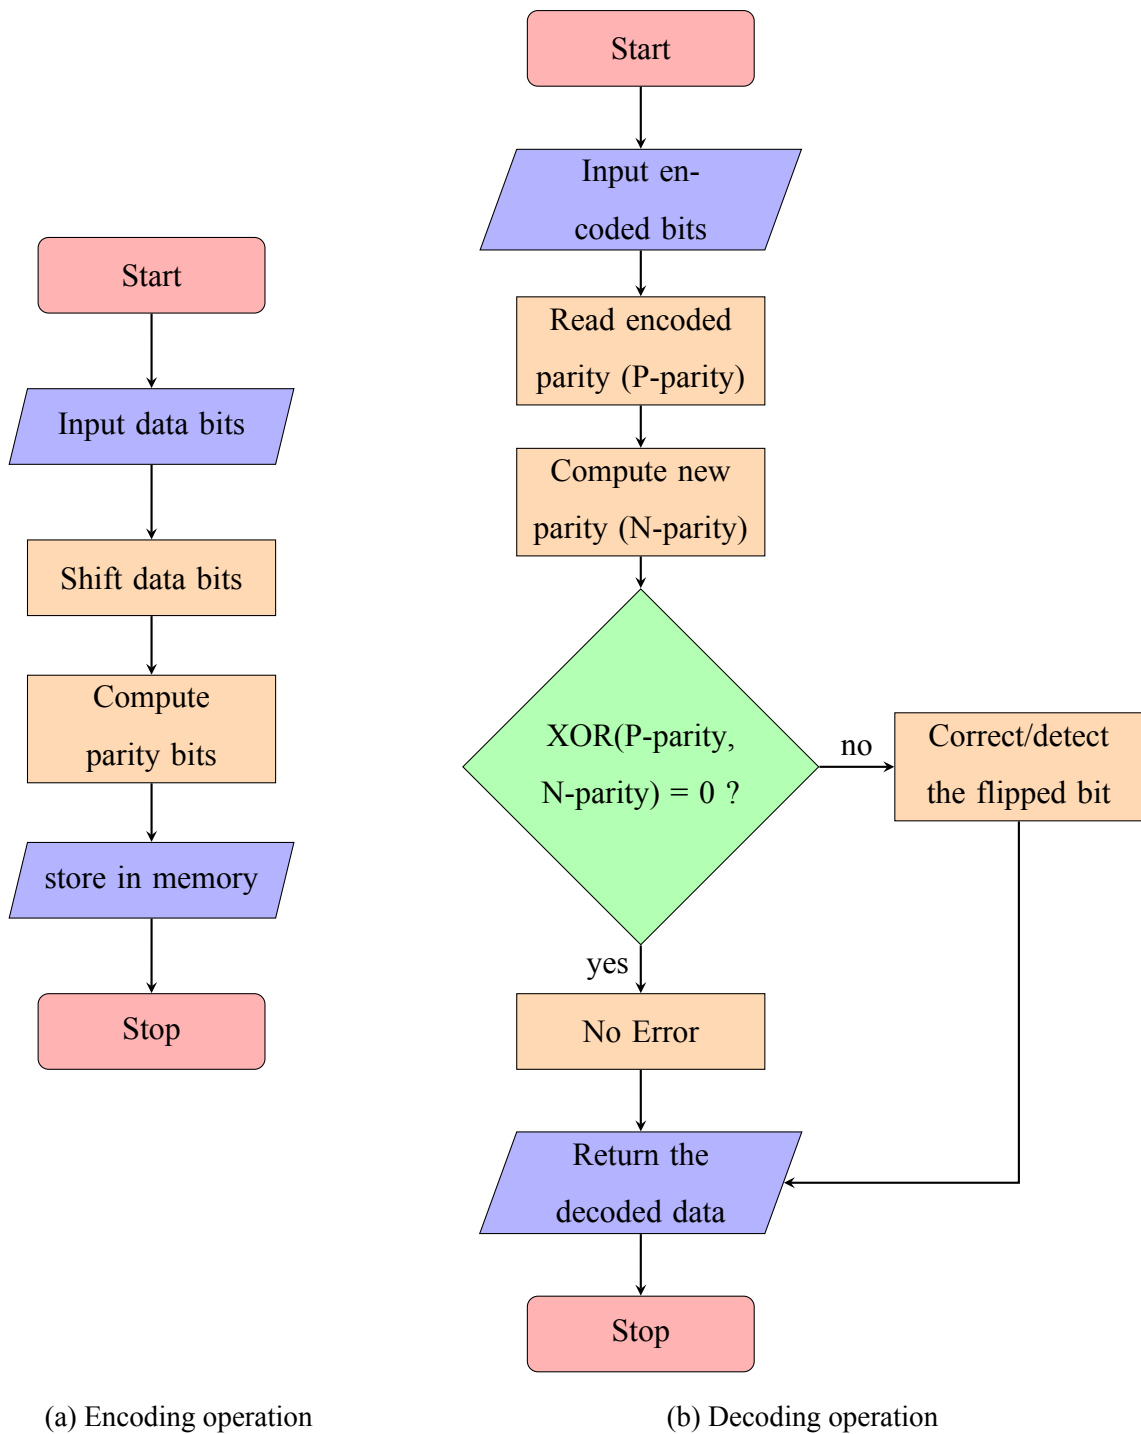 Start
Input data bits
Shift data bits
Compute
parity bits
store in memory
Stop
(a) Encoding operation
Start
Input en-
coded bits
Read encoded
parity (P-parity)
Compute new
parity (N-parity)
XOR(P-parity,
N-parity) = 0 ?
no
Correct/detect
the flipped bit
yes
No Error
Return the
decoded data
Stop
(b) Decoding operation